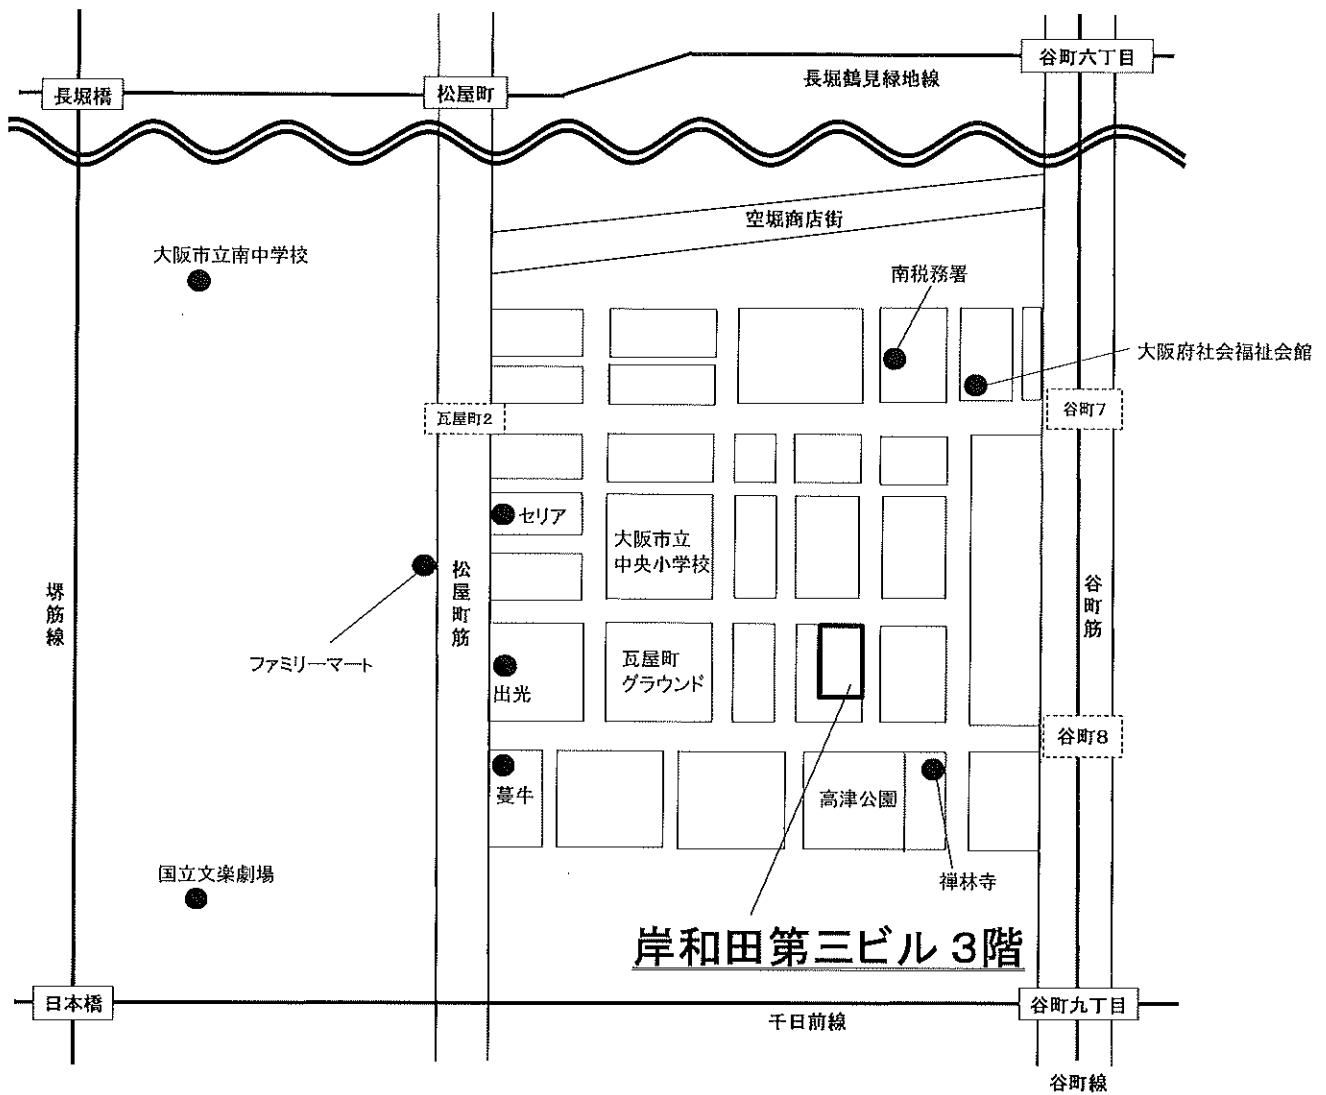 谷町六丁目
長堀鶴見緑地線
長堀橋
松屋町
空堀商店街
大阪市立南中学校
南税務署
大阪府社会福祉会館
瓦屋町2
谷町7
セリア
大阪市立
中央小学校
堺筋線
松屋町筋
谷町筋
ファミリーマート
瓦屋町
グラウンド
出光
谷町8
蔓牛
高津公園
国立文楽劇場
禅林寺
岸和田第三ビル 3階
日本橋
谷町九丁目
千日前線
谷町線